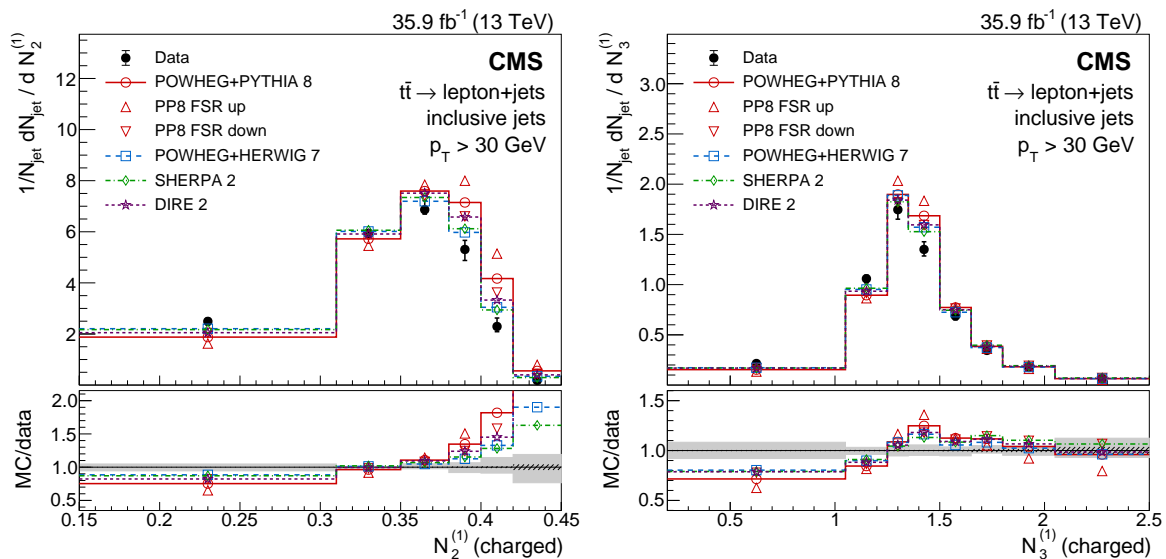 35.9 fb⁻¹ (13 TeV)
1/N_jet dN_jet / d N₂⁽¹⁾
12
10
8
6
4
2
Data
POWHEG+PYTHIA 8
PP8 FSR up
PP8 FSR down
POWHEG+HERWIG 7
SHERPA 2
DIRE 2
CMS
tt̄ → lepton+jets
inclusive jets
p_T > 30 GeV
MC/data
2.0
1.5
1.0
0.5
0.15 0.2 0.25 0.3 0.35 0.4 0.45
N₂⁽¹⁾ (charged)
35.9 fb⁻¹ (13 TeV)
1/N_jet dN_jet / d N₃⁽¹⁾
3.5
3.0
2.5
2.0
1.5
1.0
0.5
Data
POWHEG+PYTHIA 8
PP8 FSR up
PP8 FSR down
POWHEG+HERWIG 7
SHERPA 2
DIRE 2
CMS
tt̄ → lepton+jets
inclusive jets
p_T > 30 GeV
MC/data
1.5
1.0
0.5
0.5 1 1.5 2 2.5
N₃⁽¹⁾ (charged)